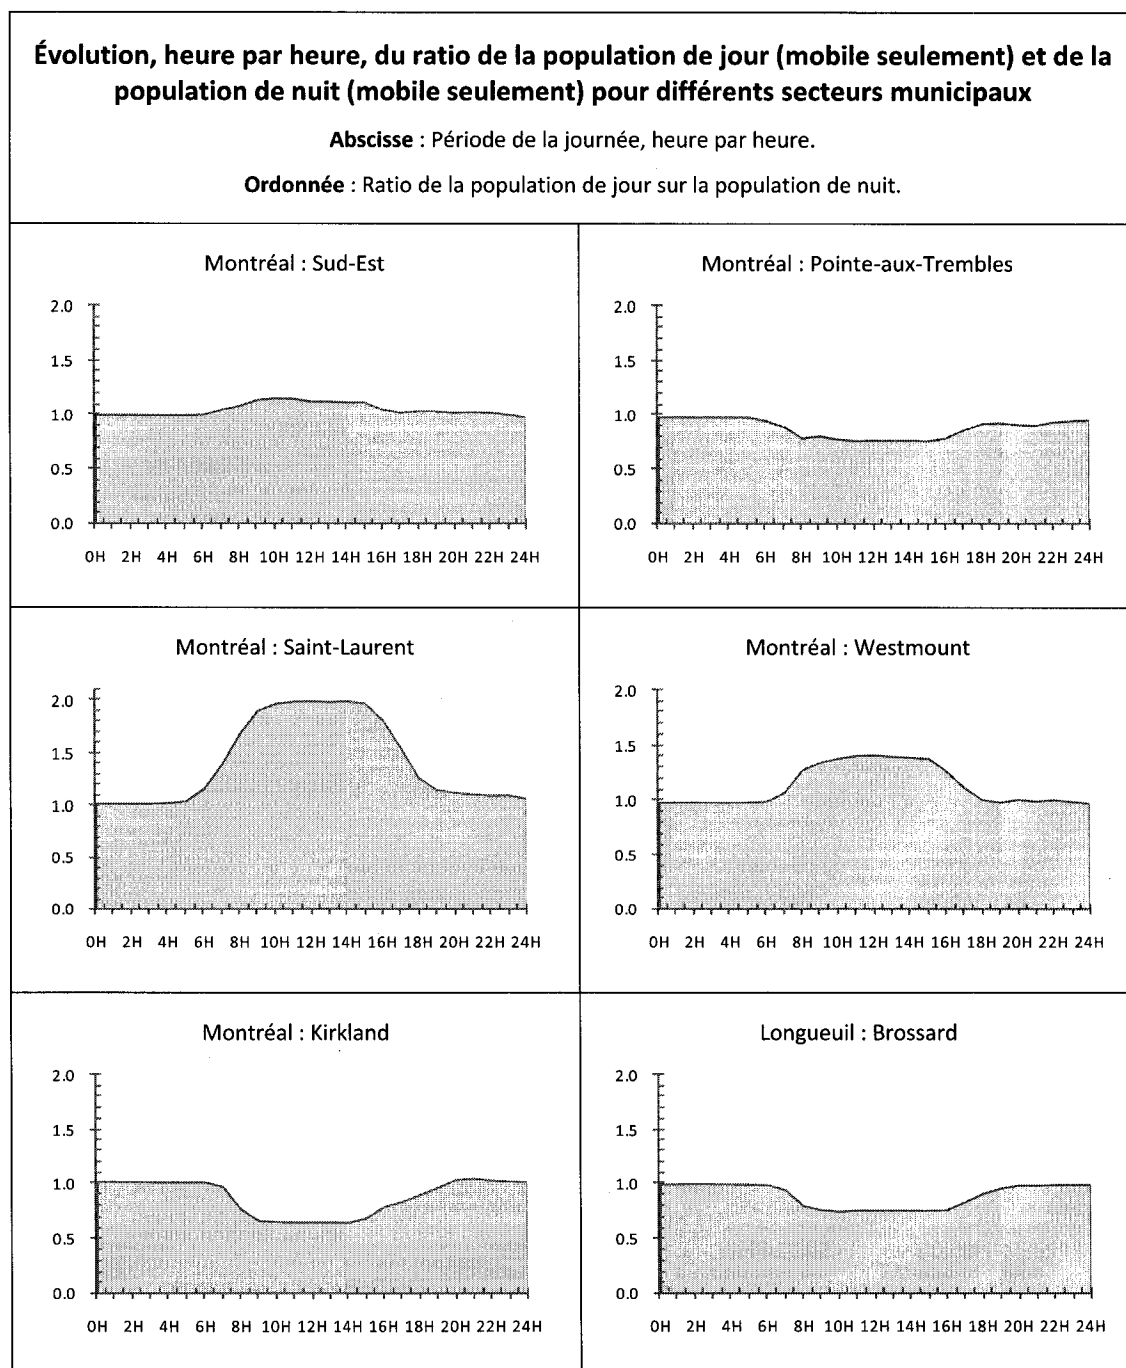 Évolution, heure par heure, du ratio de la population de jour (mobile seulement) et de la
population de nuit (mobile seulement) pour différents secteurs municipaux
Abscisse : Période de la journée, heure par heure.
Ordonnée : Ratio de la population de jour sur la population de nuit.
Montréal : Sud-Est
2.0
1.5
1.0
0.5
0.0
0H 2H 4H 6H 8H 10H 12H 14H 16H 18H 20H 22H 24H
Montréal : Pointe-aux-Trembles
2.0
1.5
1.0
0.5
0.0
0H 2H 4H 6H 8H 10H 12H 14H 16H 18H 20H 22H 24H
Montréal : Saint-Laurent
2.0
1.5
1.0
0.5
0.0
0H 2H 4H 6H 8H 10H 12H 14H 16H 18H 20H 22H 24H
Montréal : Westmount
2.0
1.5
1.0
0.5
0.0
0H 2H 4H 6H 8H 10H 12H 14H 16H 18H 20H 22H 24H
Montréal : Kirkland
2.0
1.5
1.0
0.5
0.0
0H 2H 4H 6H 8H 10H 12H 14H 16H 18H 20H 22H 24H
Longueuil : Brossard
2.0
1.5
1.0
0.5
0.0
0H 2H 4H 6H 8H 10H 12H 14H 16H 18H 20H 22H 24H